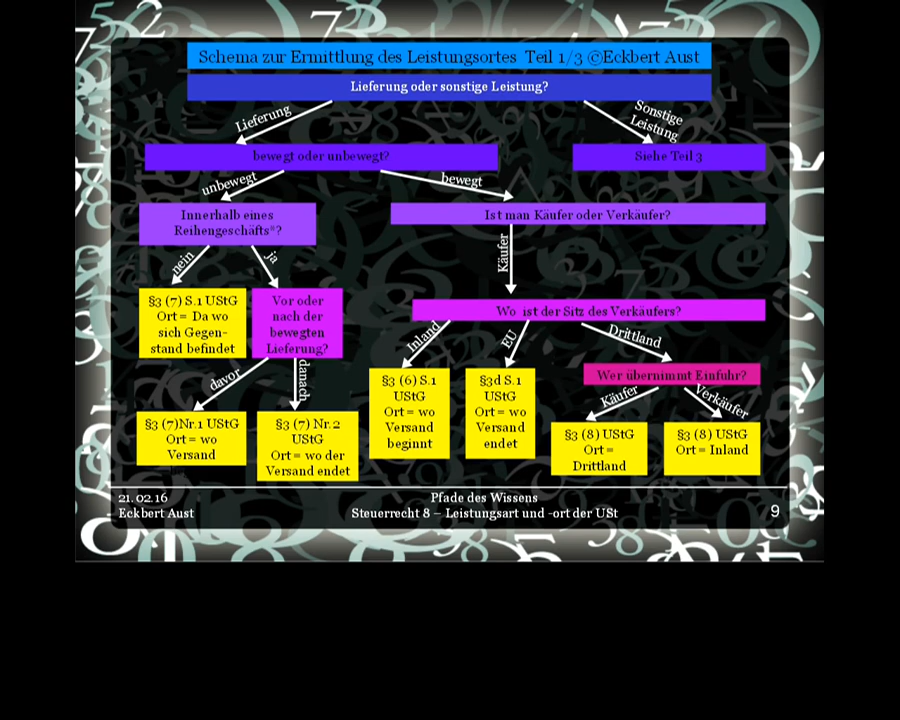 Schema zur Ermittlung des Leistungsortes Teil 1/3 ©Eckbert Aust
Lieferung oder sonstige Leistung?
Lieferung
Sonstige
Leistung
bewegt oder unbewegt?
Siehe Teil 3
unbewegt
bewegt
Innerhalb eines
Reihengeschäfts*?
Ist man Käufer oder Verkäufer?
nein
ja
Käufer
§3 (7) S.1 UStG
Ort = Da wo
sich Gegen-
stand befindet
Vor oder
nach der
bewegten
Lieferung?
Wo ist der Sitz des Verkäufers?
Inland
EU
Drittland
davor
danach
Wer übernimmt Einfuhr?
Käufer
Verkäufer
§3 (7)Nr.1 UStG
Ort = wo
Versand
§3 (7) Nr.2
UStG
Ort = wo der
Versand endet
§3 (6) S.1
UStG
Ort = wo
Versand
beginnt
§3d S.1
UStG
Ort = wo
Versand
endet
§3 (8) UStG
Ort =
Drittland
§3 (8) UStG
Ort = Inland
21.02.16
Eckbert Aust
Pfade des Wissens
Steuerrecht 8 – Leistungsart und -ort der USt
9